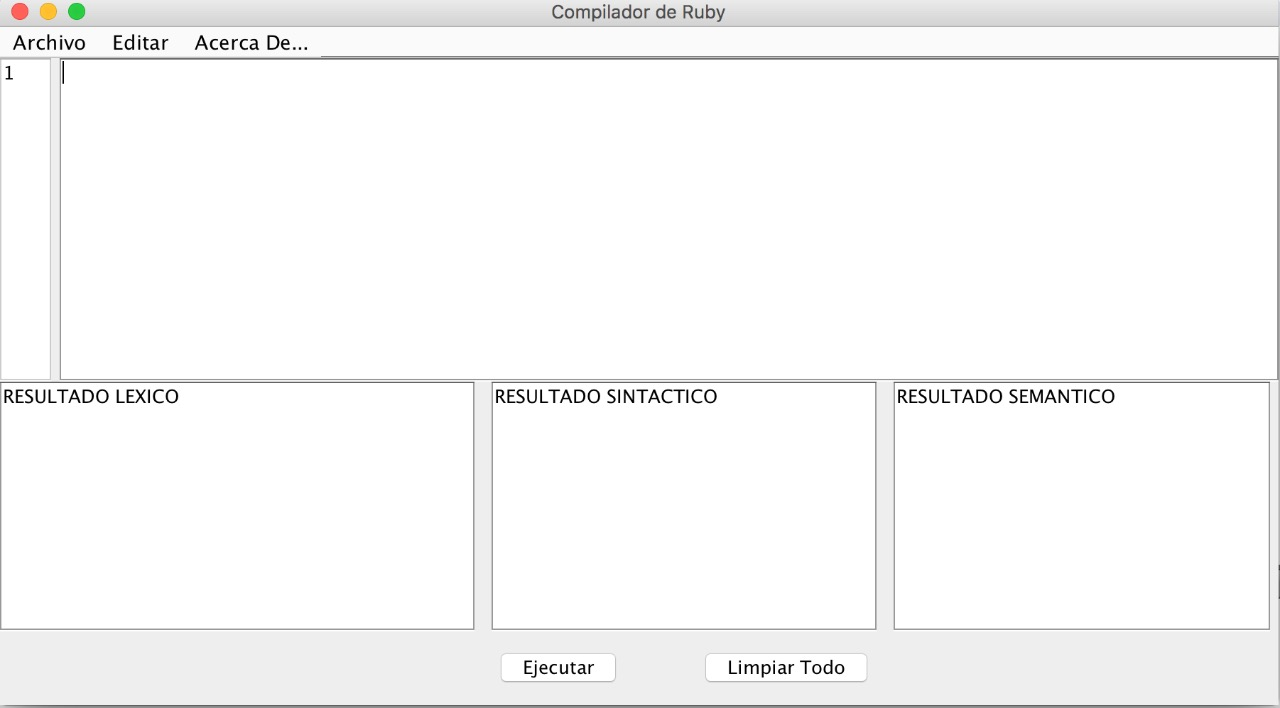 Compilador de Ruby
Archivo Editar Acerca De...
1
RESULTADO LEXICO
RESULTADO SINTACTICO
RESULTADO SEMANTICO
Ejecutar
Limpiar Todo